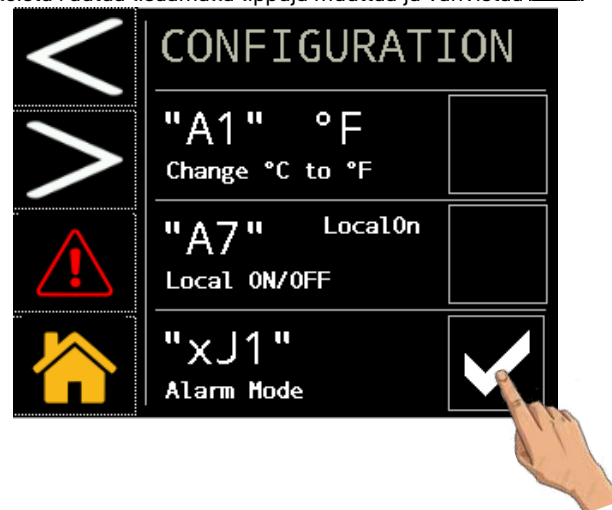 CONFIGURATION
"A1" °F
Change °C to °F
"A7" LocalOn
Local ON/OFF
"xJ1"
Alarm Mode